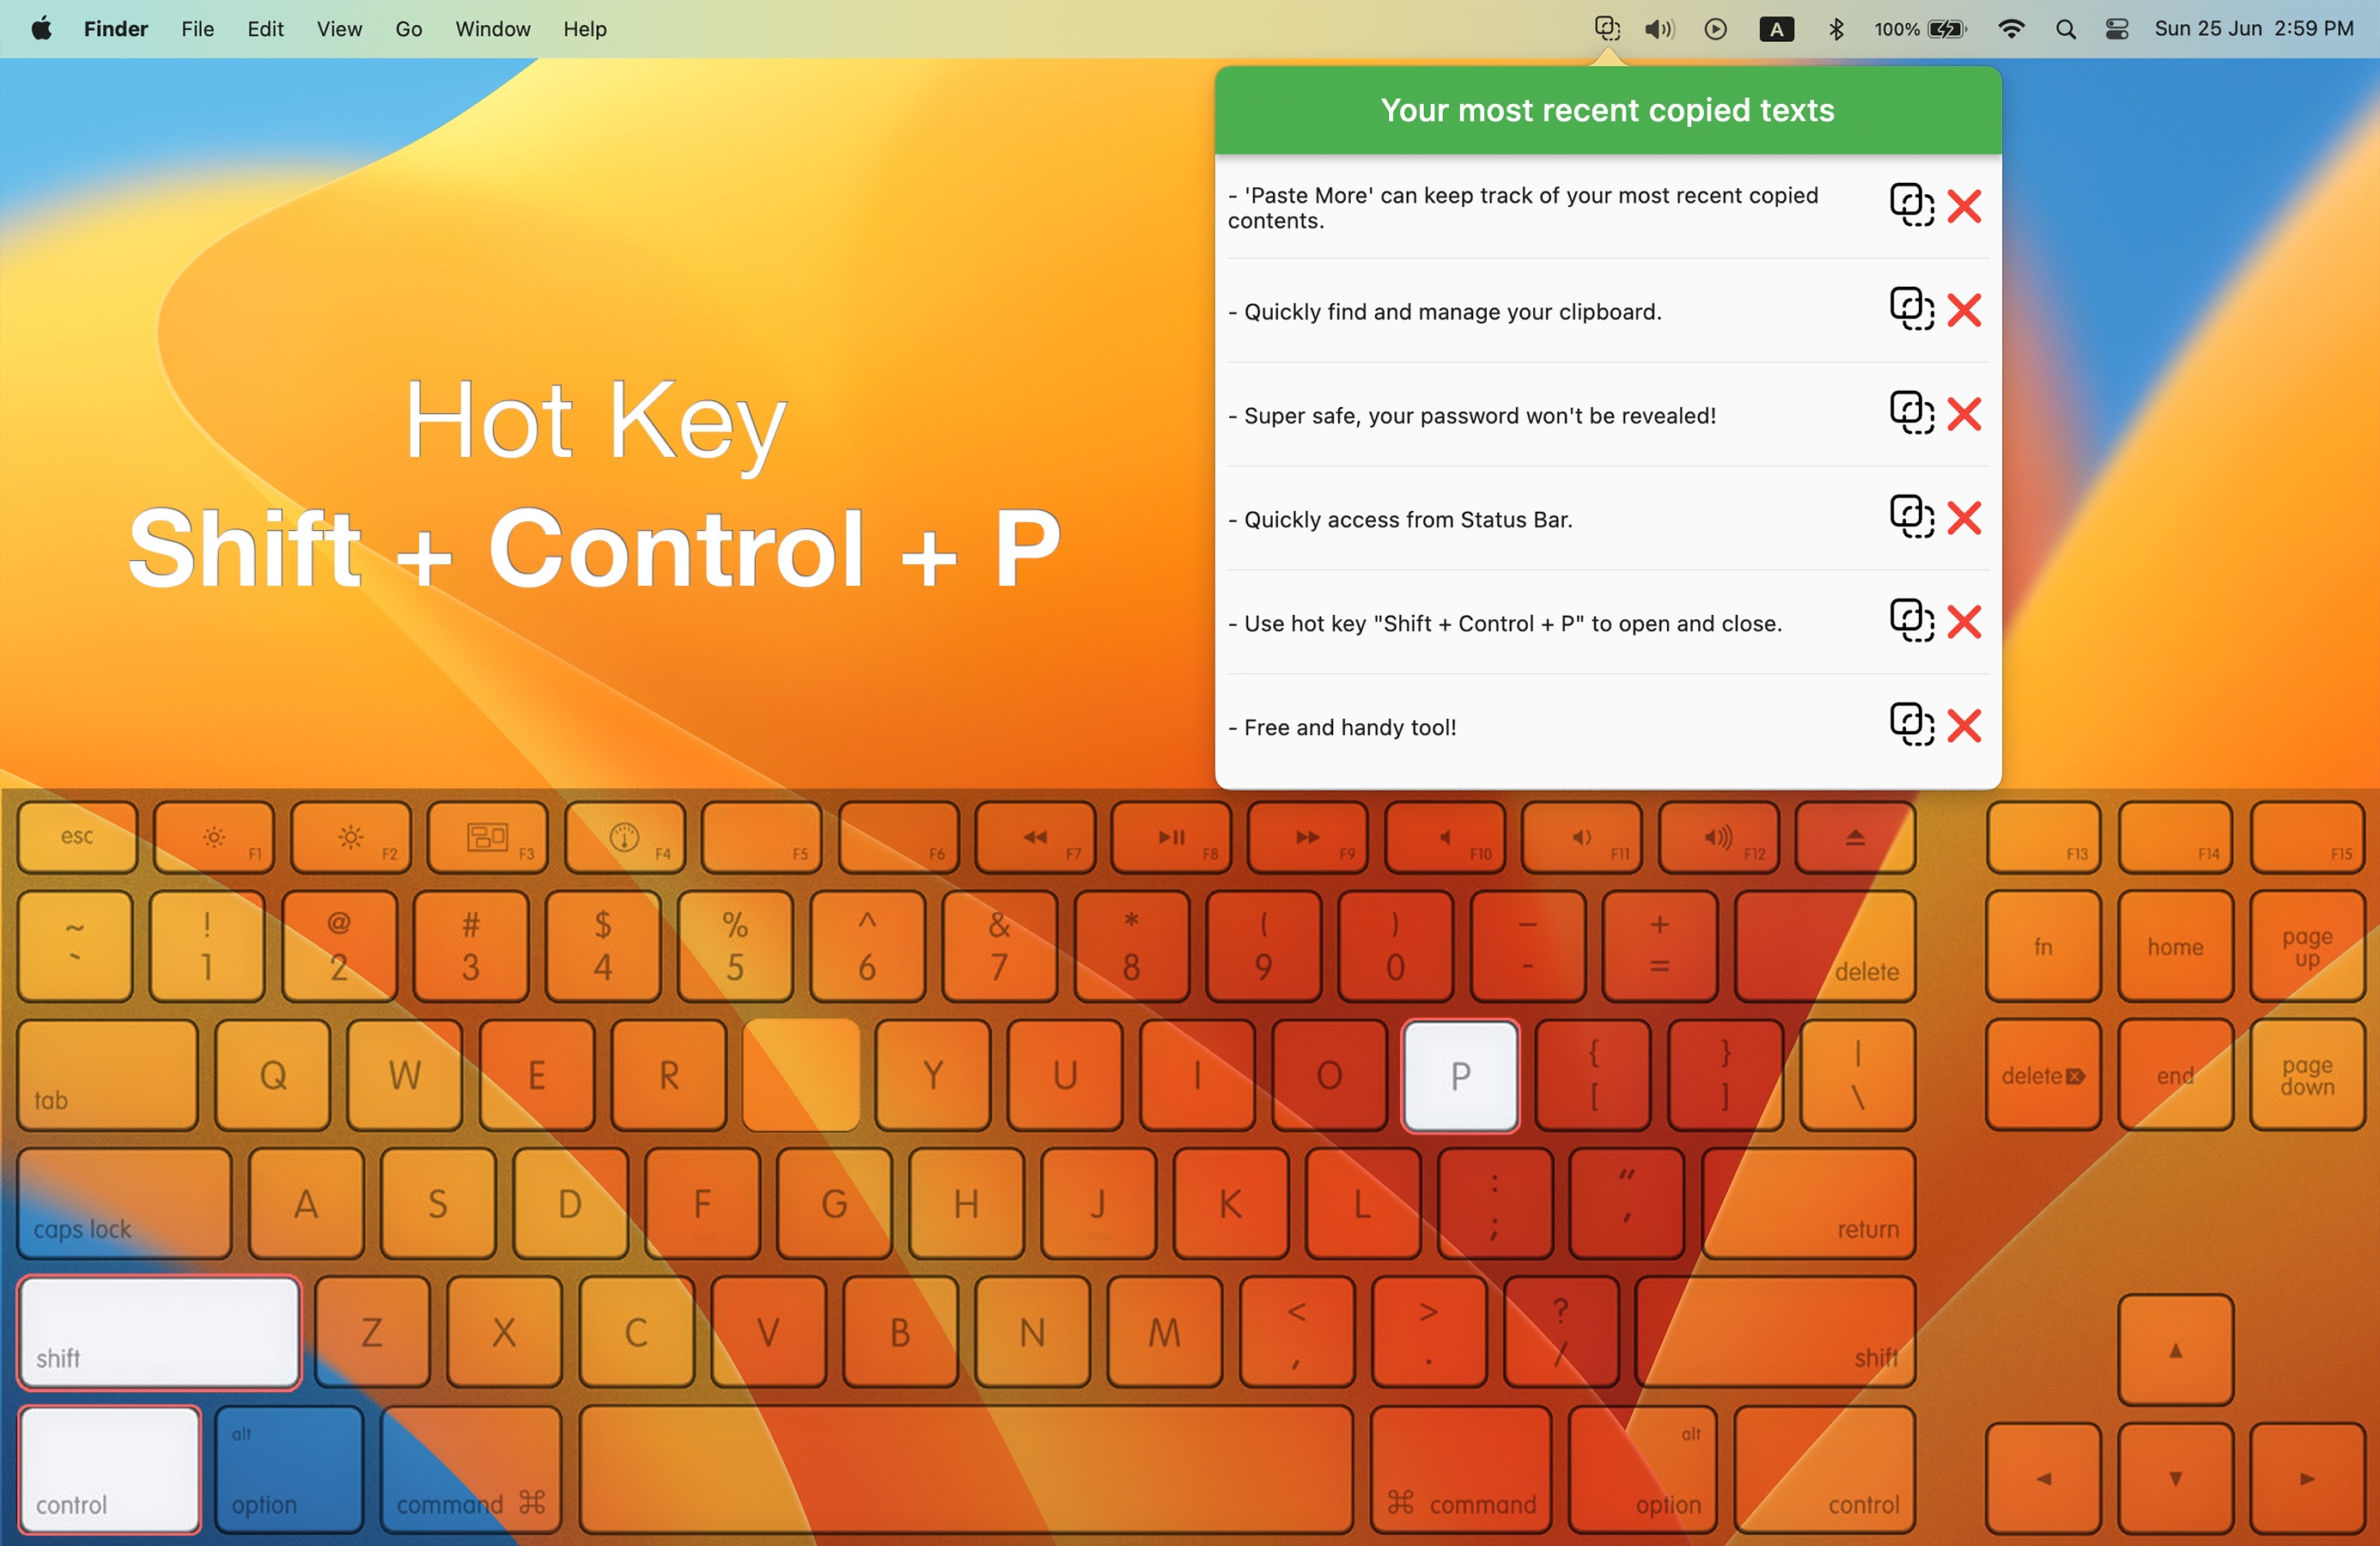 Finder File Edit View Go Window Help A 100% Sun 25 Jun 2:59 PM
Your most recent copied texts
- 'Paste More' can keep track of your most recent copied
contents.
- Quickly find and manage your clipboard.
- Super safe, your password won't be revealed!
- Quickly access from Status Bar.
- Use hot key "Shift + Control + P" to open and close.
- Free and handy tool!
Hot Key
Shift + Control + P
esc F1 F2 F3 F4 F5 F6 F7 F8 F9 F10 F11 F12 F13 F14 F15
~ ! @ # $ % ^ & * ( ) – +
` 1 2 3 4 5 6 7 8 9 0 - = delete fn home page up
tab Q W E R Y U I O P { [ } ] | \ delete end page down
caps lock A S D F G H J K L : ; " ' return
shift Z X C V B N M < , > . ? / shift
control alt option command ⌘ ⌘ command alt option control